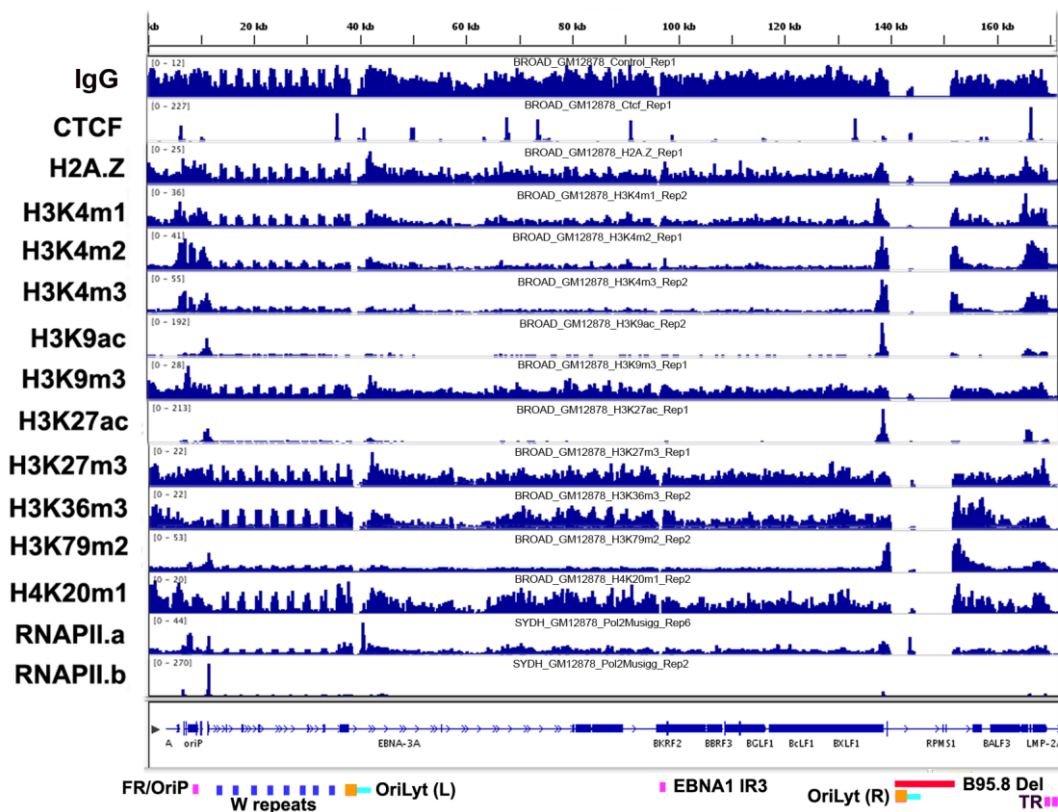 kb 20 kb 40 kb 60 kb 80 kb 100 kb 120 kb 140 kb 160 kb
IgG [0 - 12] BROAD_GM12878_Control_Rep1
CTCF [0 - 227] BROAD_GM12878_Ctcf_Rep1
H2A.Z [0 - 25] BROAD_GM12878_H2A.Z_Rep1
H3K4m1 [0 - 36] BROAD_GM12878_H3K4m1_Rep2
H3K4m2 [0 - 41] BROAD_GM12878_H3K4m2_Rep1
H3K4m3 [0 - 55] BROAD_GM12878_H3K4m3_Rep2
H3K9ac [0 - 192] BROAD_GM12878_H3K9ac_Rep2
H3K9m3 [0 - 28] BROAD_GM12878_H3K9m3_Rep1
H3K27ac [0 - 213] BROAD_GM12878_H3K27ac_Rep1
H3K27m3 [0 - 22] BROAD_GM12878_H3K27m3_Rep1
H3K36m3 [0 - 22] BROAD_GM12878_H3K36m3_Rep2
H3K79m2 [0 - 53] BROAD_GM12878_H3K79m2_Rep2
H4K20m1 [0 - 20] BROAD_GM12878_H4K20m1_Rep2
RNAPII.a [0 - 44] SYDH_GM12878_Pol2Musigg_Rep6
RNAPII.b [0 - 270] SYDH_GM12878_Pol2Musigg_Rep2
A oriP EBNA-3A BKRF2 BBRF3 BGLF1 BcLF1 BXLF1 RPMS1 BALF3 LMP-2A
FR/OriP OriLyt (L) EBNA1 IR3 B95.8 Del
W repeats OriLyt (R) TR